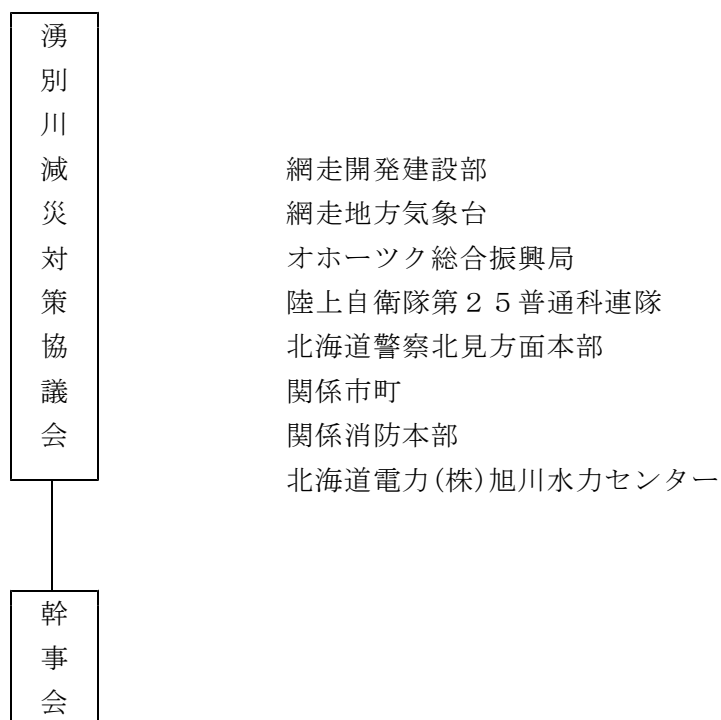 湧別川減災対策協議会
網走開発建設部
網走地方気象台
オホーツク総合振興局
陸上自衛隊第２５普通科連隊
北海道警察北見方面本部
関係市町
関係消防本部
北海道電力(株)旭川水力センター
幹事会